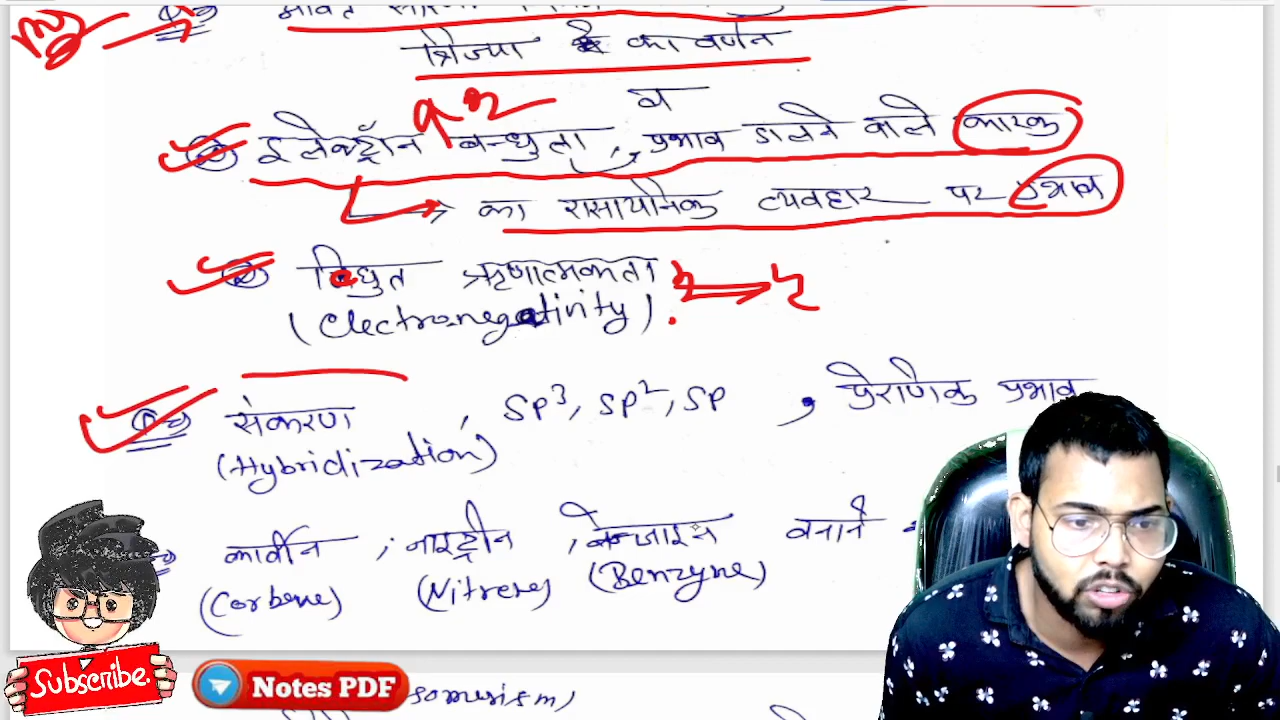 त्रिज्या का वर्णन
व
इलेक्ट्रॉन बन्धुता, प्रभाव डालने वाले कारक
→ का रासायनिक व्यवहार पर प्रभाव
विधुत ऋणात्मकता
(Electronegativity).
संकरण, SP³, SP², SP, प्रेरणिक प्रभाव
(Hybridization)
कार्बीन, नाइट्रीन, बेन्जाइन बनाने
(Carbene) (Nitrene) (Benzyne)
Subscribe.
Notes PDF
somerism)